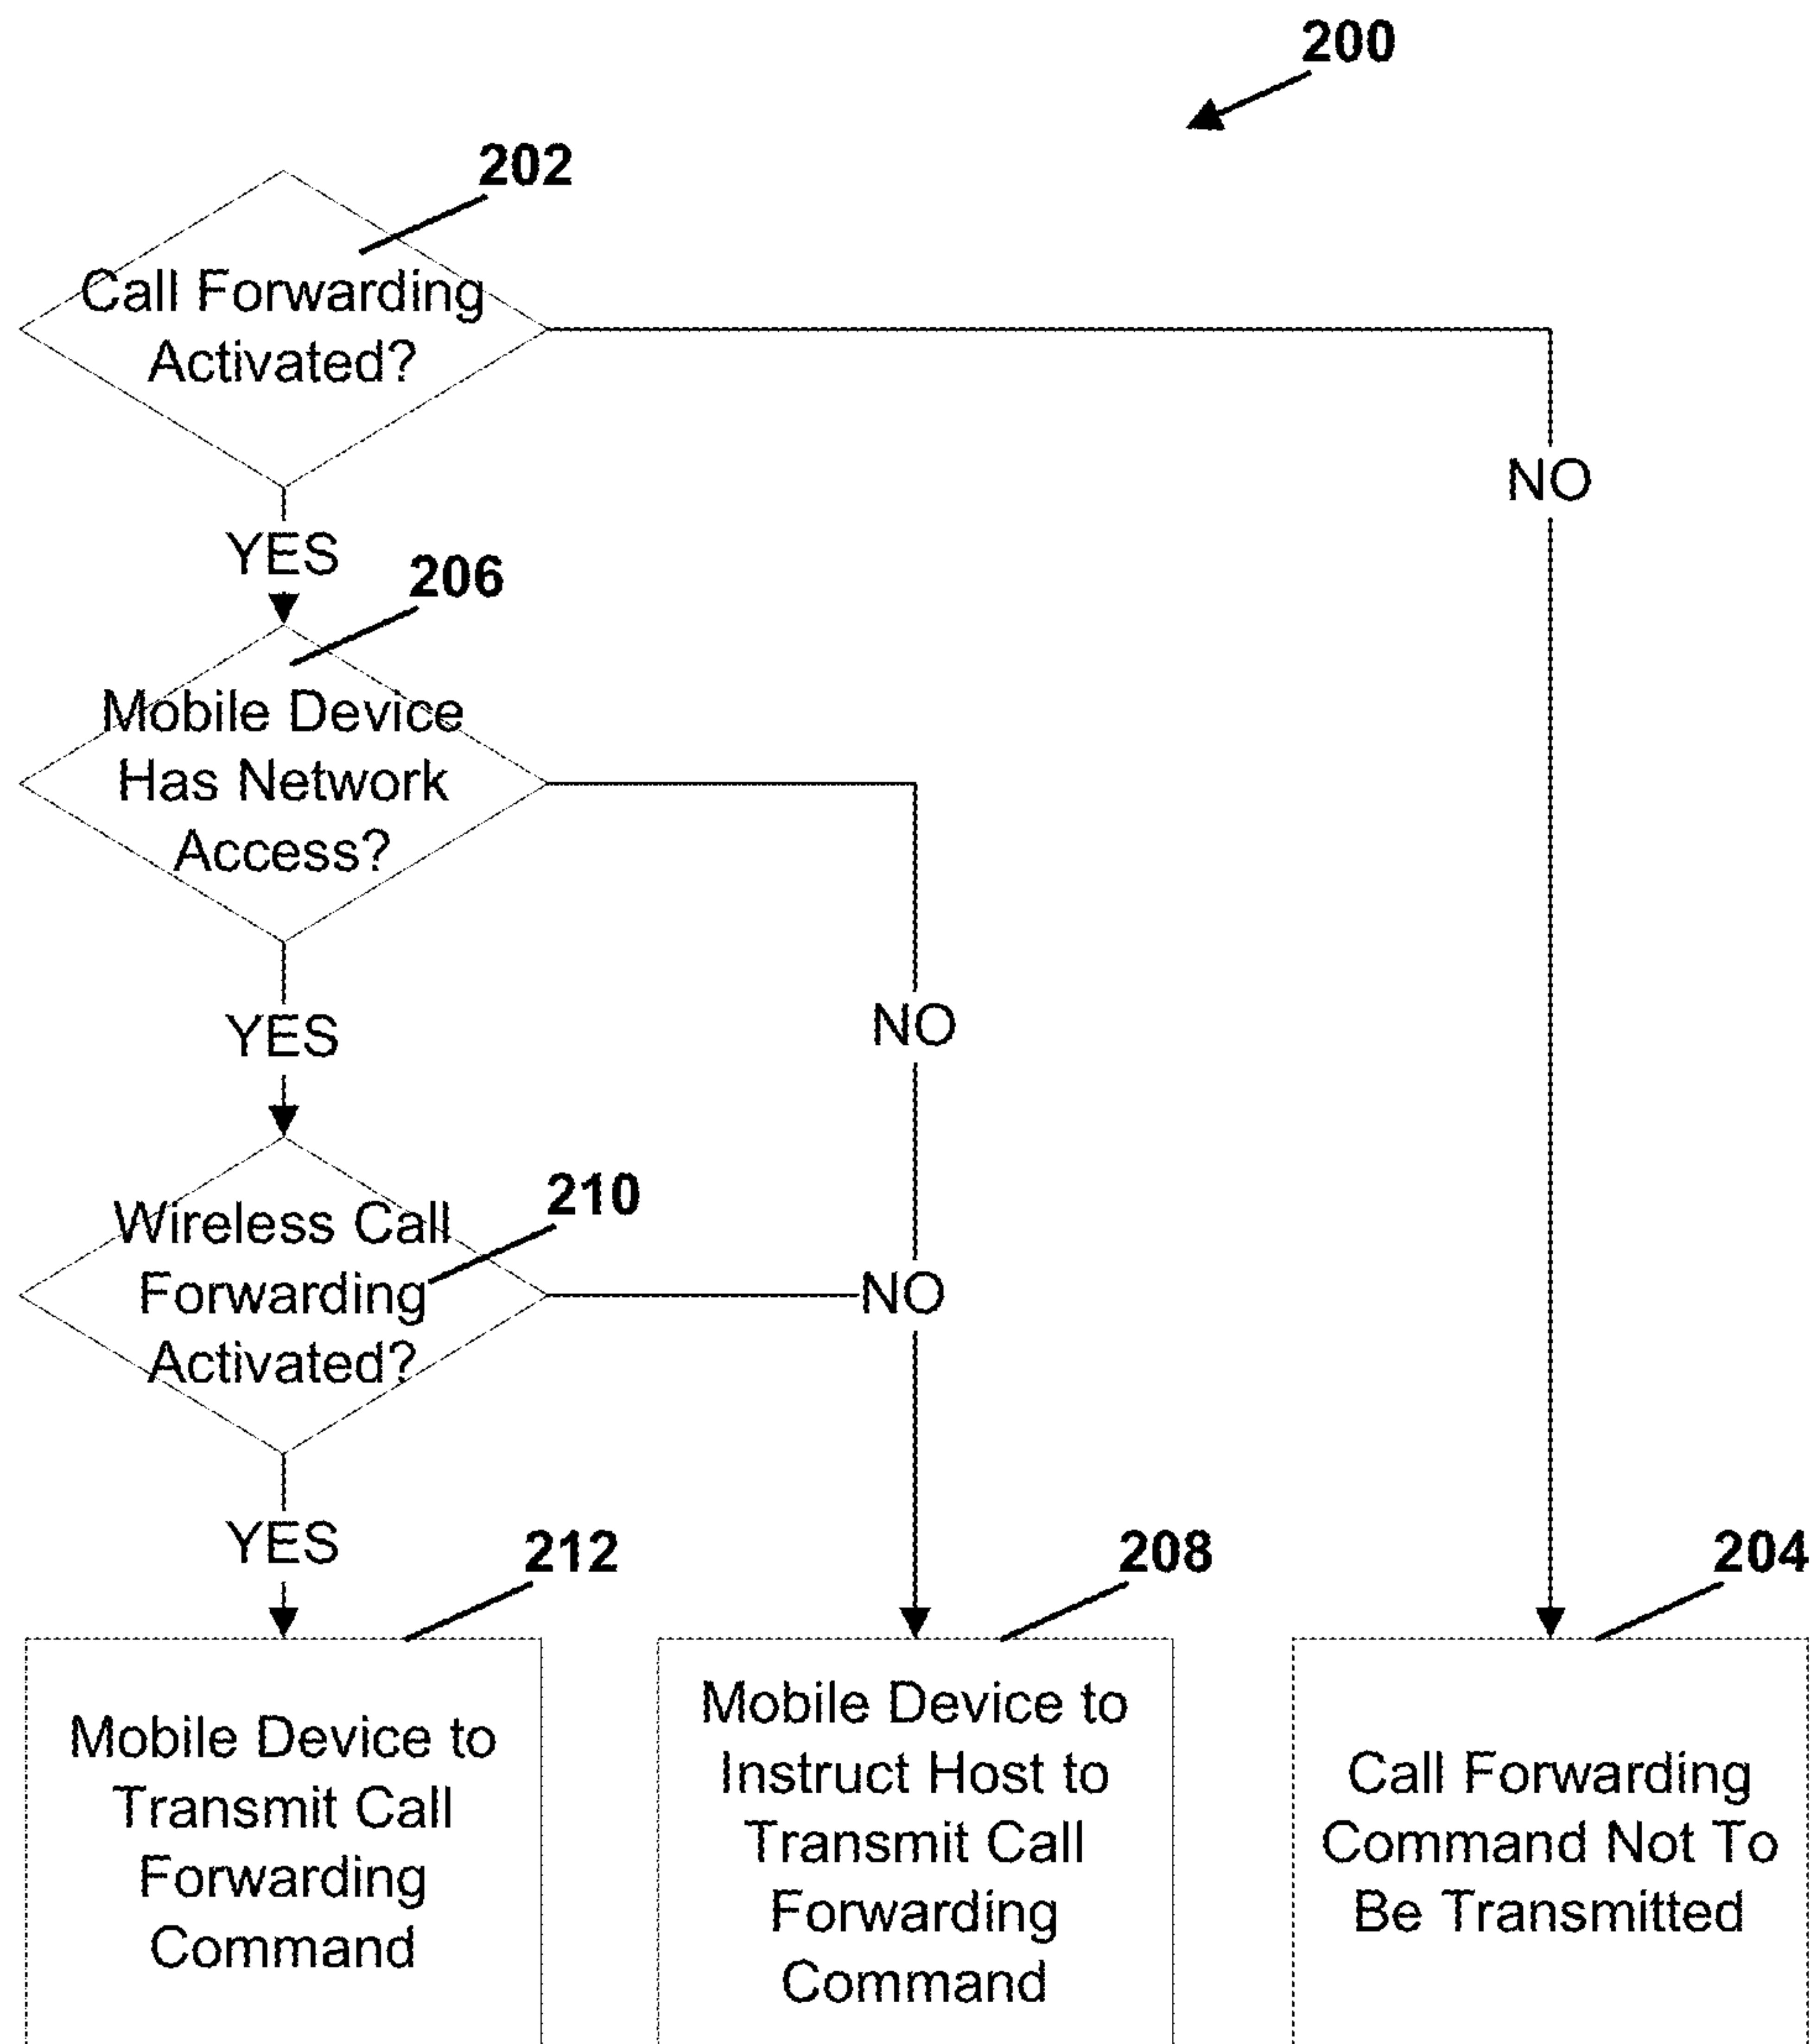 200
202
Call Forwarding
Activated?
NO
YES
206
Mobile Device
Has Network
Access?
YES
NO
210
Wireless Call
Forwarding
Activated?
NO
YES
212
208
204
Mobile Device to
Transmit Call
Forwarding
Command
Mobile Device to
Instruct Host to
Transmit Call
Forwarding
Command
Call Forwarding
Command Not To
Be Transmitted